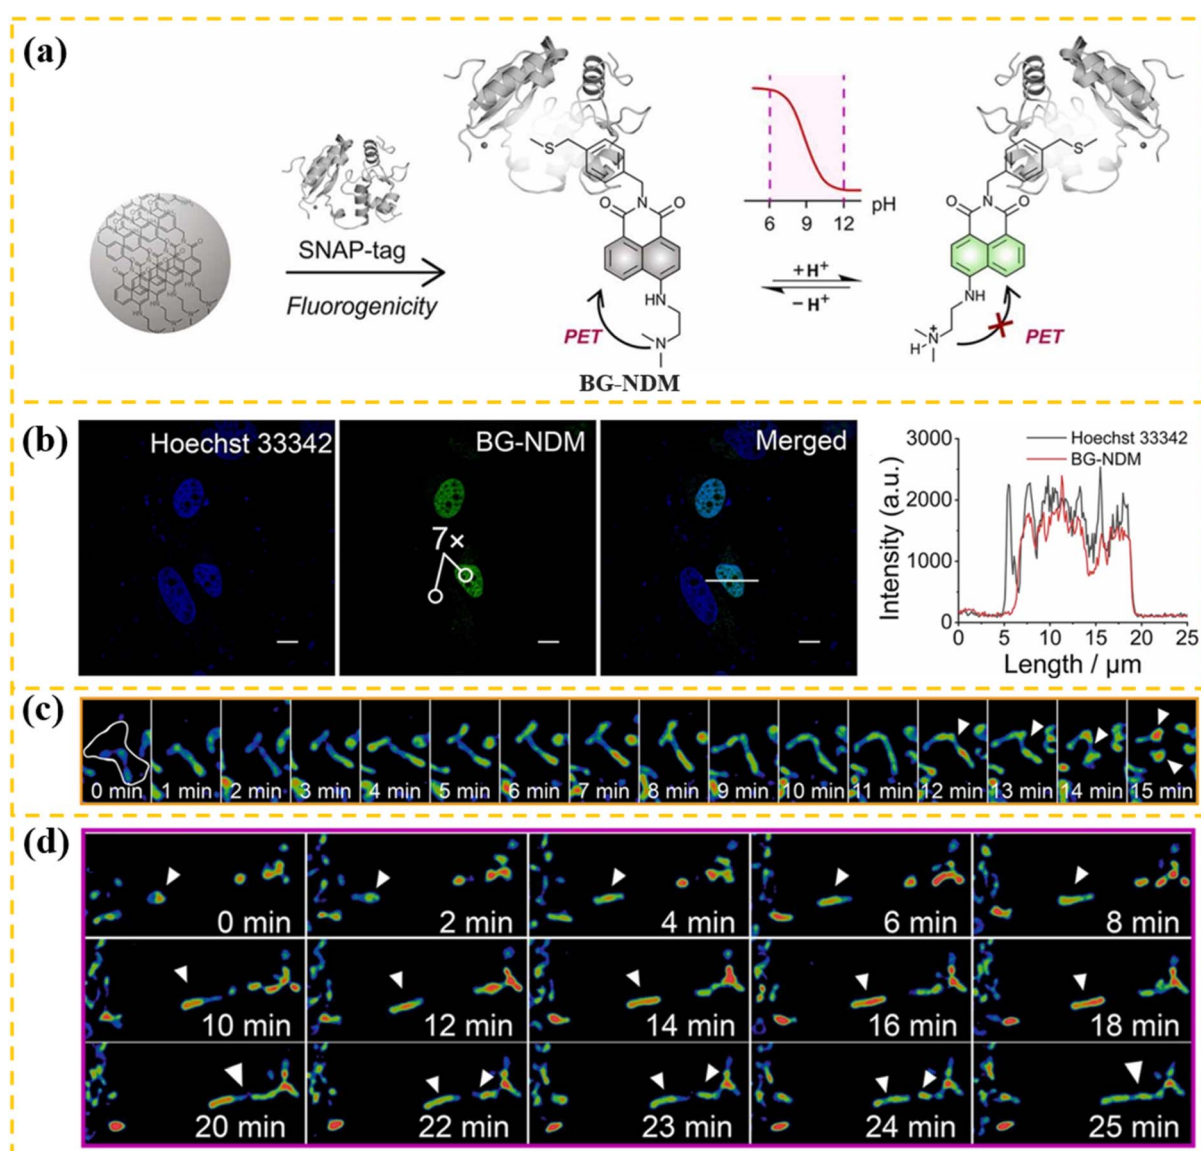 (a)
SNAP-tag
Fluorogenicity
S
N
O
O
HN
N
PET
BG-NDM
6 9 12 pH
+H⁺
−H⁺
S
N
O
O
NH
H
N
+
PET
(b)
Hoechst 33342
BG-NDM
7×
Merged
3000
2000
1000
0
Intensity (a.u.)
Hoechst 33342
BG-NDM
0 5 10 15 20 25
Length / µm
(c)
0 min 1 min 2 min 3 min 4 min 5 min 6 min 7 min 8 min 9 min 10 min 11 min 12 min 13 min 14 min 15 min
(d)
0 min 2 min 4 min 6 min 8 min
10 min 12 min 14 min 16 min 18 min
20 min 22 min 23 min 24 min 25 min